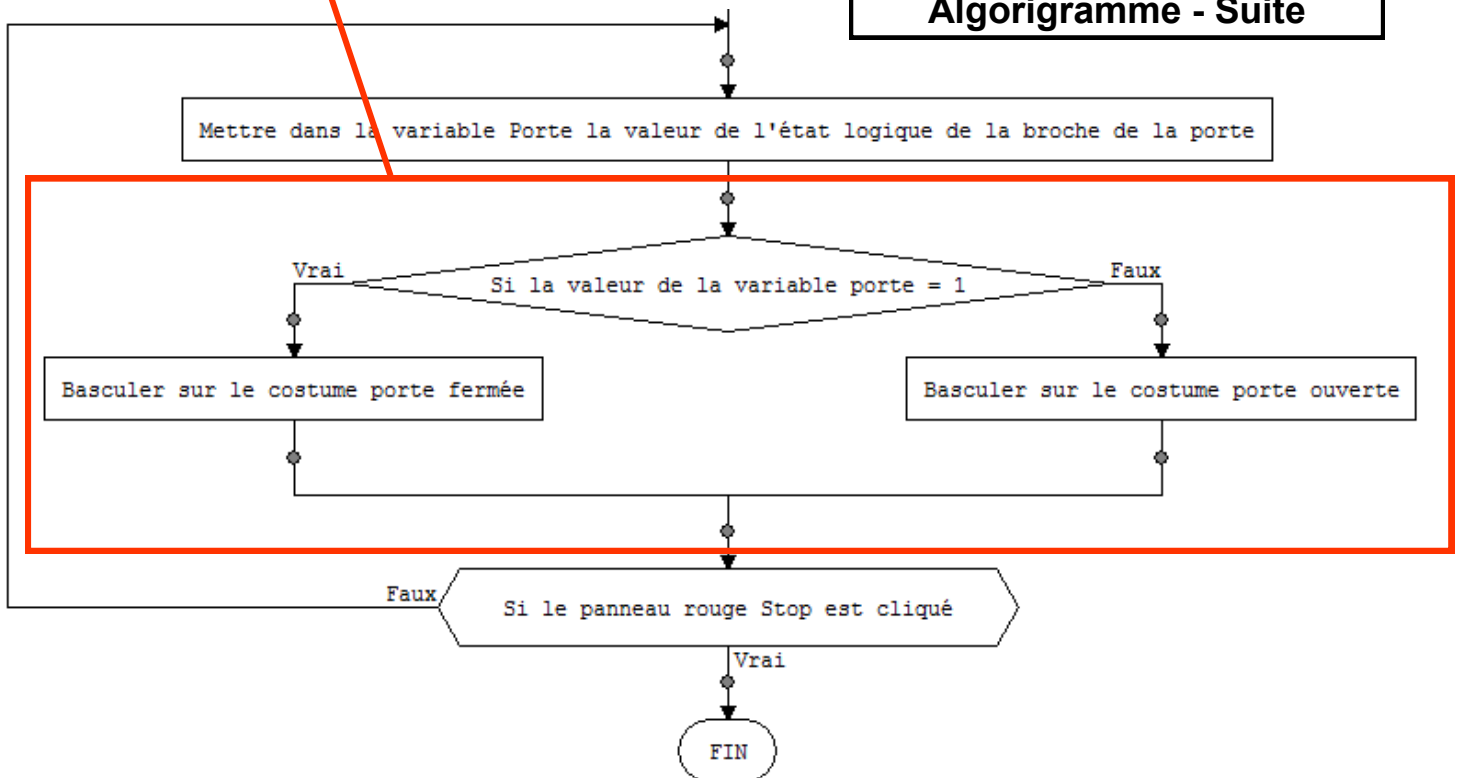 Algorigramme - Suite
Mettre dans la variable Porte la valeur de l'état logique de la broche de la porte
Vrai
Si la valeur de la variable porte = 1
Faux
Basculer sur le costume porte fermée
Basculer sur le costume porte ouverte
Faux
Si le panneau rouge Stop est cliqué
Vrai
FIN